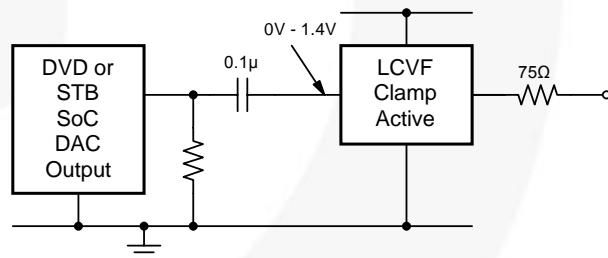 0V - 1.4V
DVD or
STB
SoC
DAC
Output
0.1µ
LCVF
Clamp
Active
75Ω